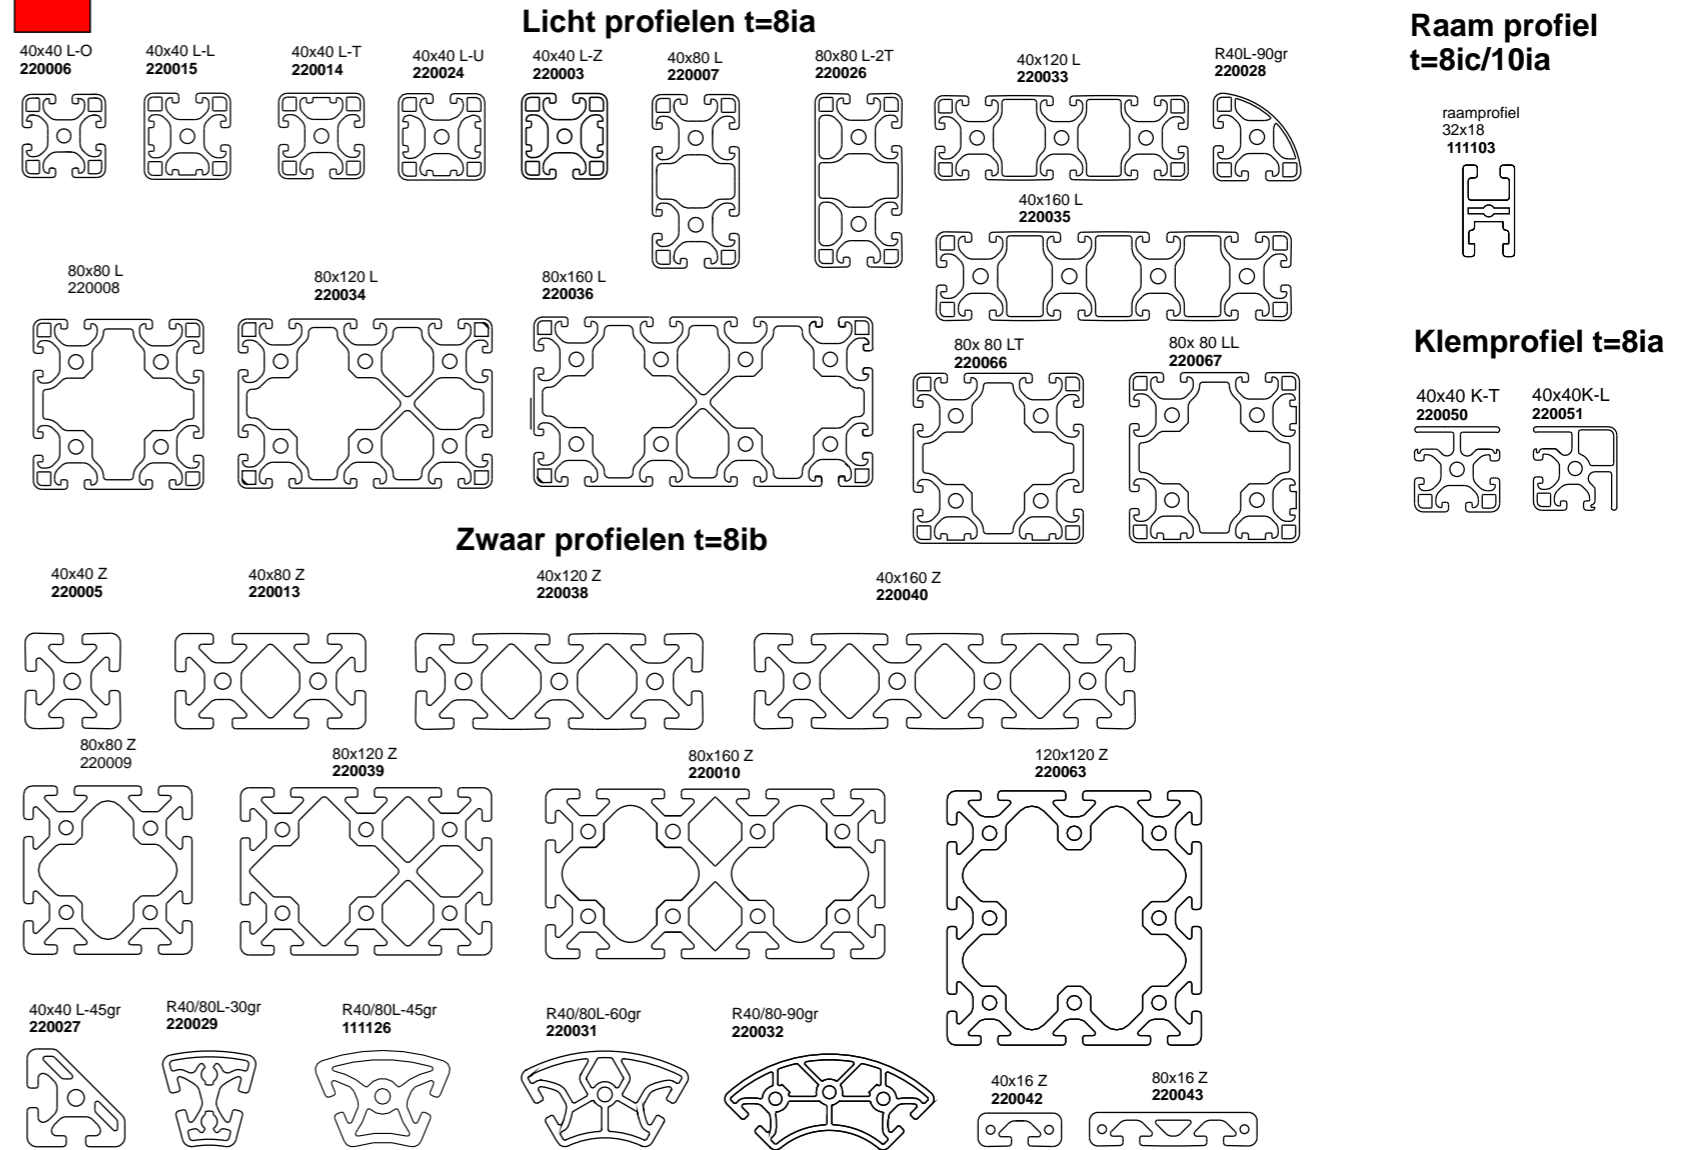 Licht profielen t=8ia
40x40 L-O
220006
40x40 L-L
220015
40x40 L-T
220014
40x40 L-U
220024
40x40 L-Z
220003
40x80 L
220007
80x80 L-2T
220026
40x120 L
220033
R40L-90gr
220028
40x160 L
220035
80x80 L
220008
80x120 L
220034
80x160 L
220036
80x 80 LT
220066
80x 80 LL
220067
Raam profiel
t=8ic/10ia
raamprofiel
32x18
111103
Klemprofiel t=8ia
40x40 K-T
220050
40x40K-L
220051
Zwaar profielen t=8ib
40x40 Z
220005
40x80 Z
220013
40x120 Z
220038
40x160 Z
220040
80x80 Z
220009
80x120 Z
220039
80x160 Z
220010
120x120 Z
220063
40x40 L-45gr
220027
R40/80L-30gr
220029
R40/80L-45gr
111126
R40/80L-60gr
220031
R40/80-90gr
220032
40x16 Z
220042
80x16 Z
220043